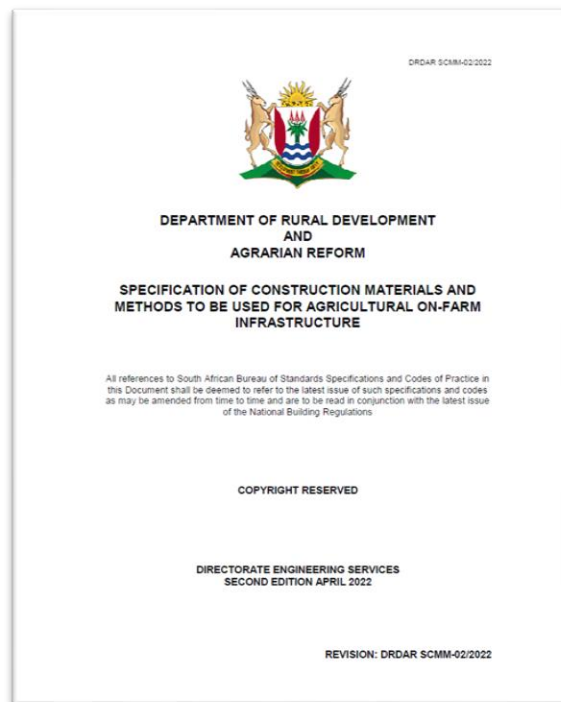 DRDAR SCMM-02/2022
DEPARTMENT OF RURAL DEVELOPMENT
AND
AGRARIAN REFORM
SPECIFICATION OF CONSTRUCTION MATERIALS AND
METHODS TO BE USED FOR AGRICULTURAL ON-FARM
INFRASTRUCTURE
All references to South African Bureau of Standards Specifications and Codes of Practice in
this Document shall be deemed to refer to the latest issue of such specifications and codes
as may be amended from time to time and are to be read in conjunction with the latest issue
of the National Building Regulations
COPYRIGHT RESERVED
DIRECTORATE ENGINEERING SERVICES
SECOND EDITION APRIL 2022
REVISION: DRDAR SCMM-02/2022